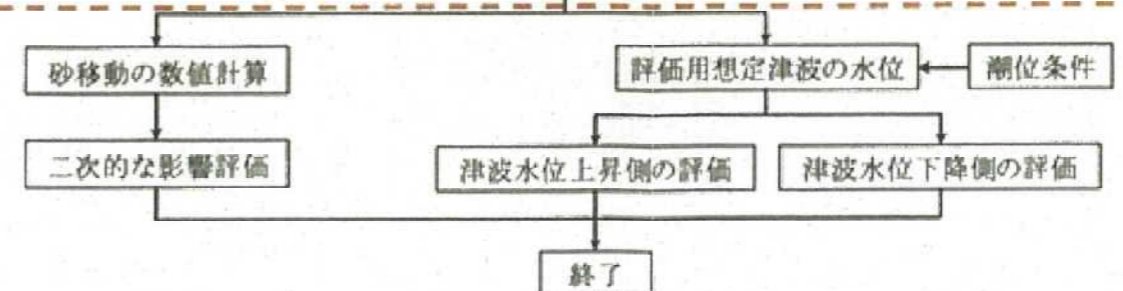 砂移動の数値計算
評価用想定津波の水位
潮位条件
二次的な影響評価
津波水位上昇側の評価
津波水位下降側の評価
終了